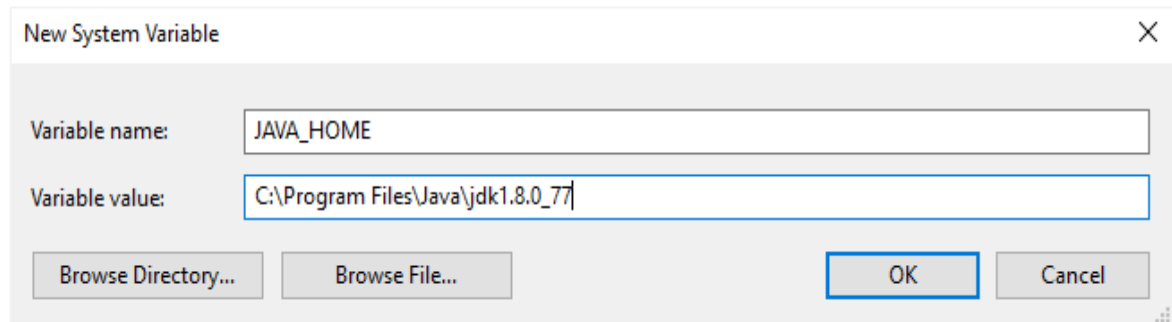 New System Variable
Variable name: JAVA_HOME
Variable value: C:\Program Files\Java\jdk1.8.0_77
Browse Directory... Browse File... OK Cancel